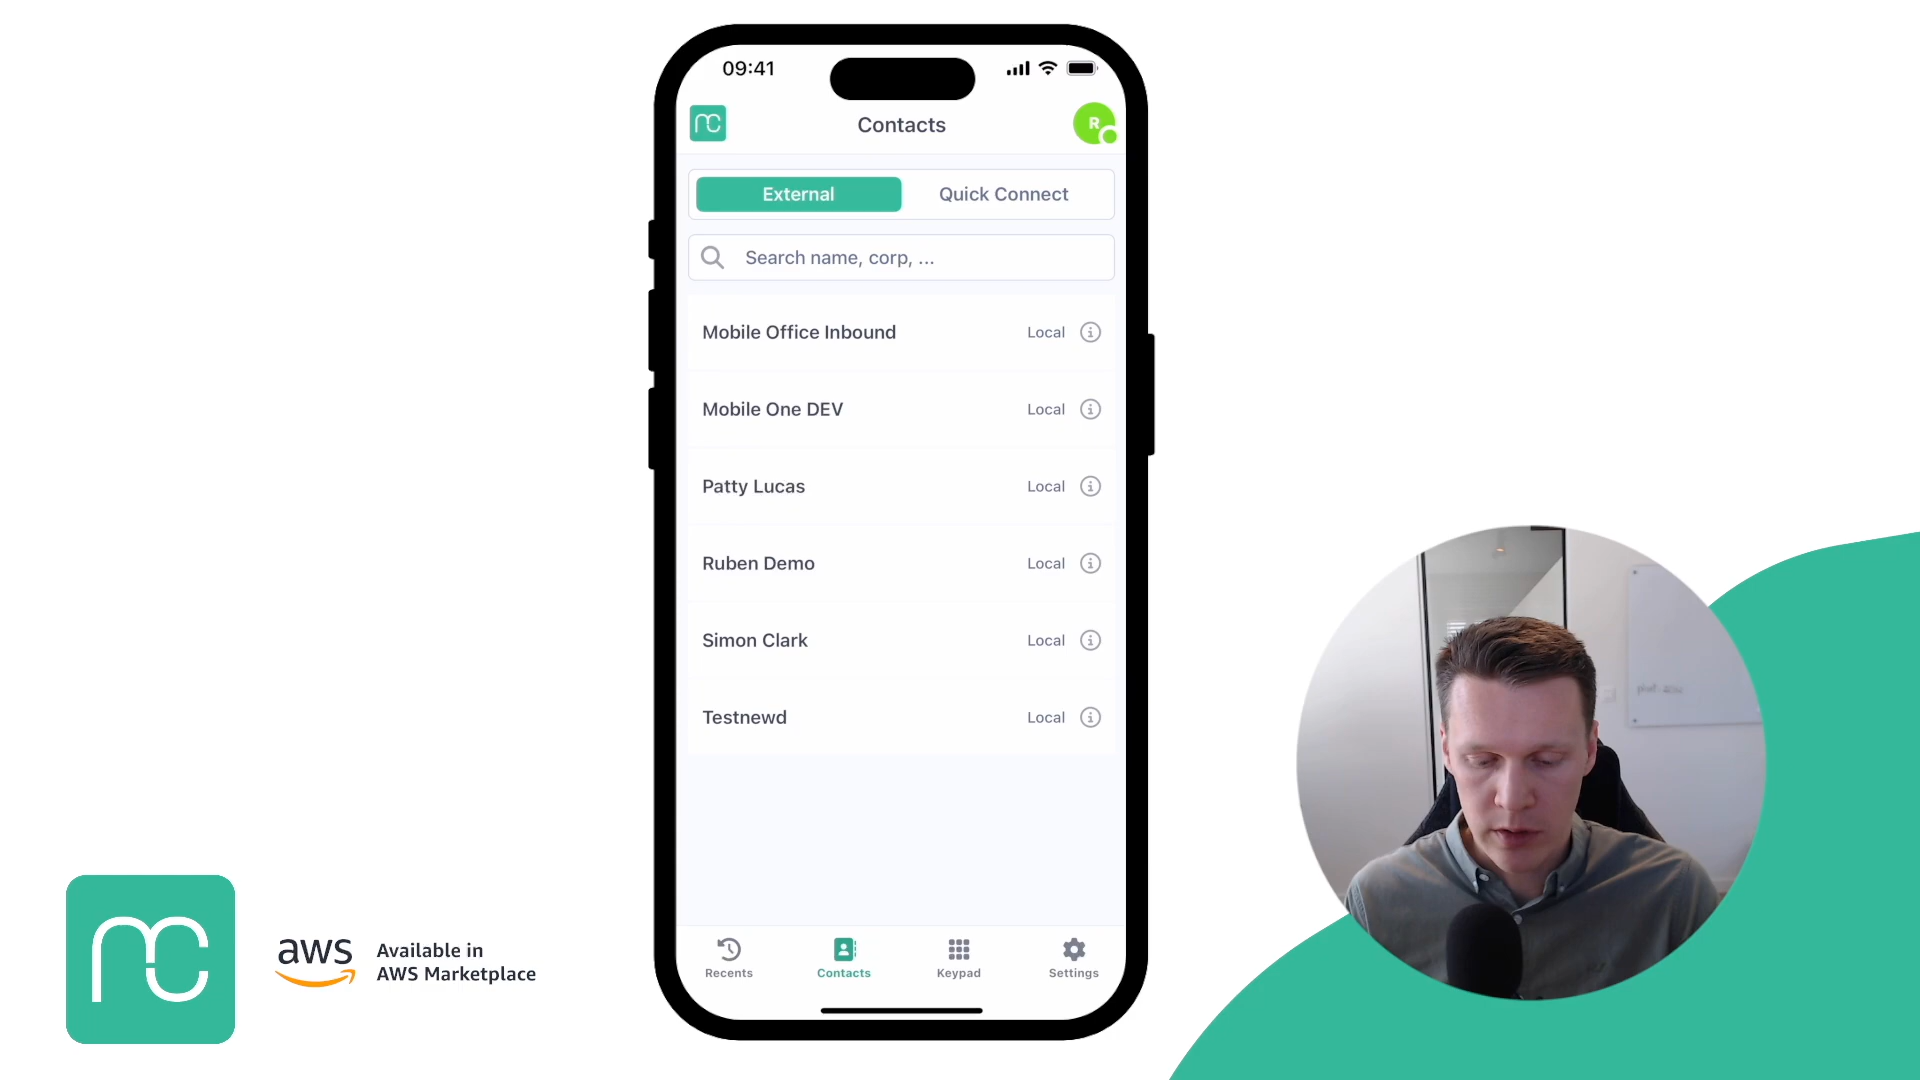 09:41
Contacts
R
External
Quick Connect
Search name, corp, ...
Mobile Office Inbound
Local
Mobile One DEV
Local
Patty Lucas
Local
Ruben Demo
Local
Simon Clark
Local
Testnewd
Local
Recents
Contacts
Keypad
Settings
aws
Available in
AWS Marketplace